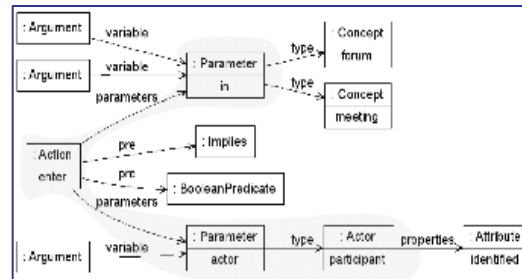 : Argument
variable
: Concept
forum
type
: Argument
variable
: Parameter
in
type
: Concept
meeting
parameters
: Action
enter
pre
: Implies
pre
: BooleanPredicate
parameters
: Argument
variable
: Parameter
actor
type
: Actor
participant
properties
: Attribute
identified